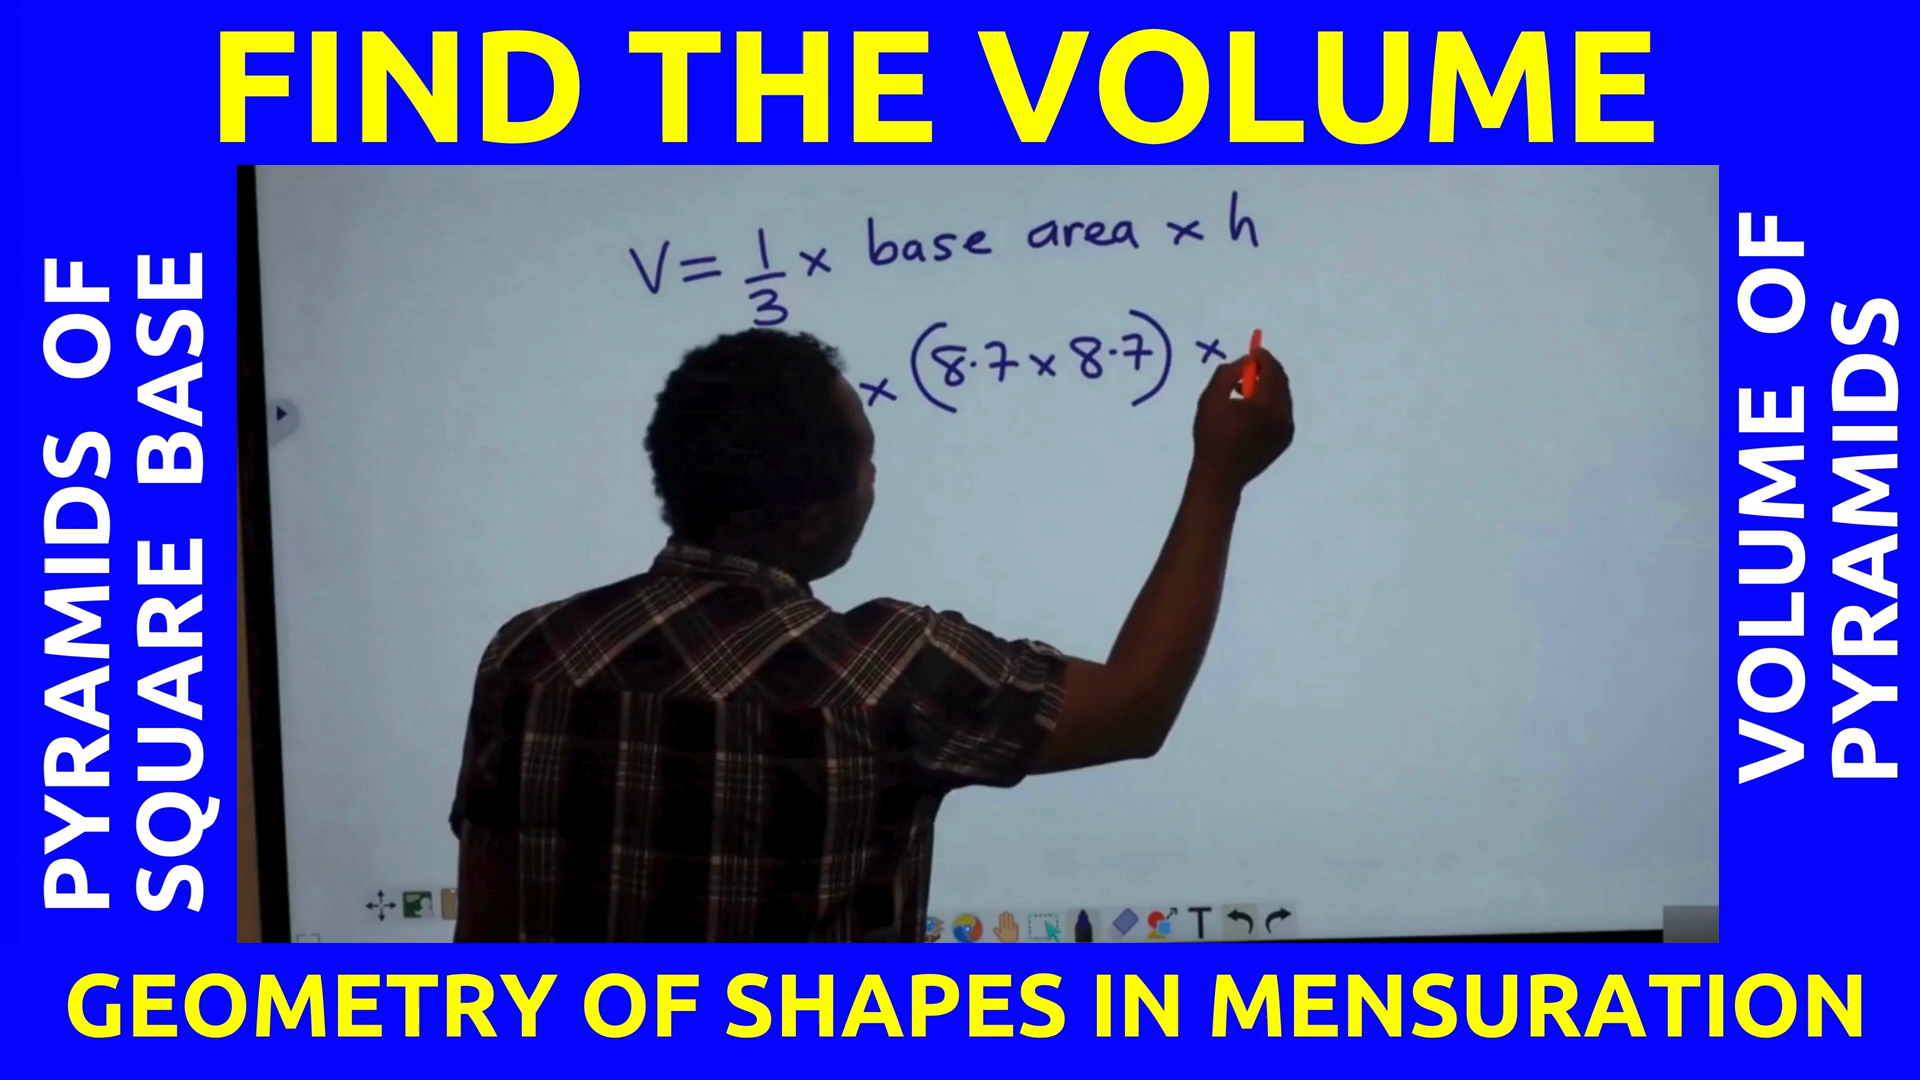 FIND THE VOLUME
PYRAMIDS OF
SQUARE BASE
V = 1/3 × base area × h
× (8.7 × 8.7) ×
T
VOLUME OF
PYRAMIDS
GEOMETRY OF SHAPES IN MENSURATION